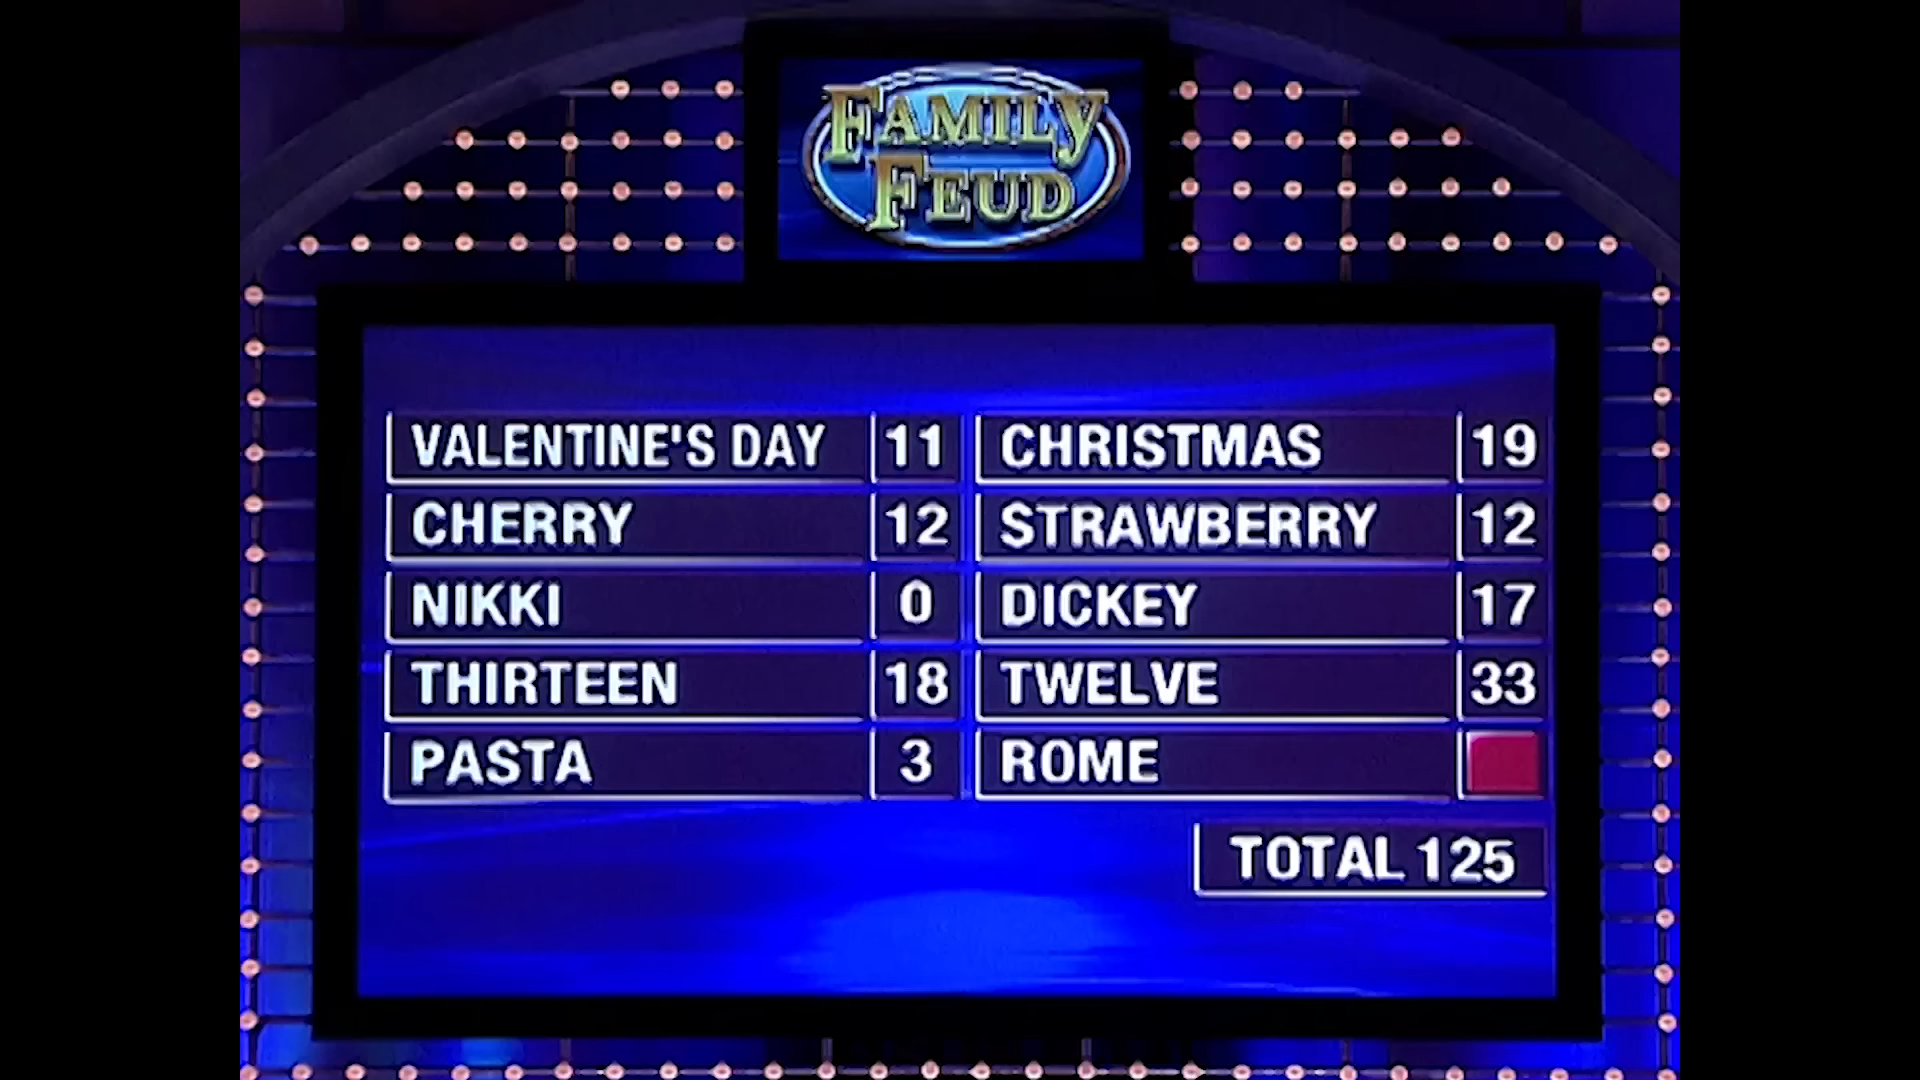 FAMILY
FEUD
VALENTINE'S DAY 11 CHRISTMAS 19
CHERRY 12 STRAWBERRY 12
NIKKI 0 DICKEY 17
THIRTEEN 18 TWELVE 33
PASTA 3 ROME
TOTAL 125